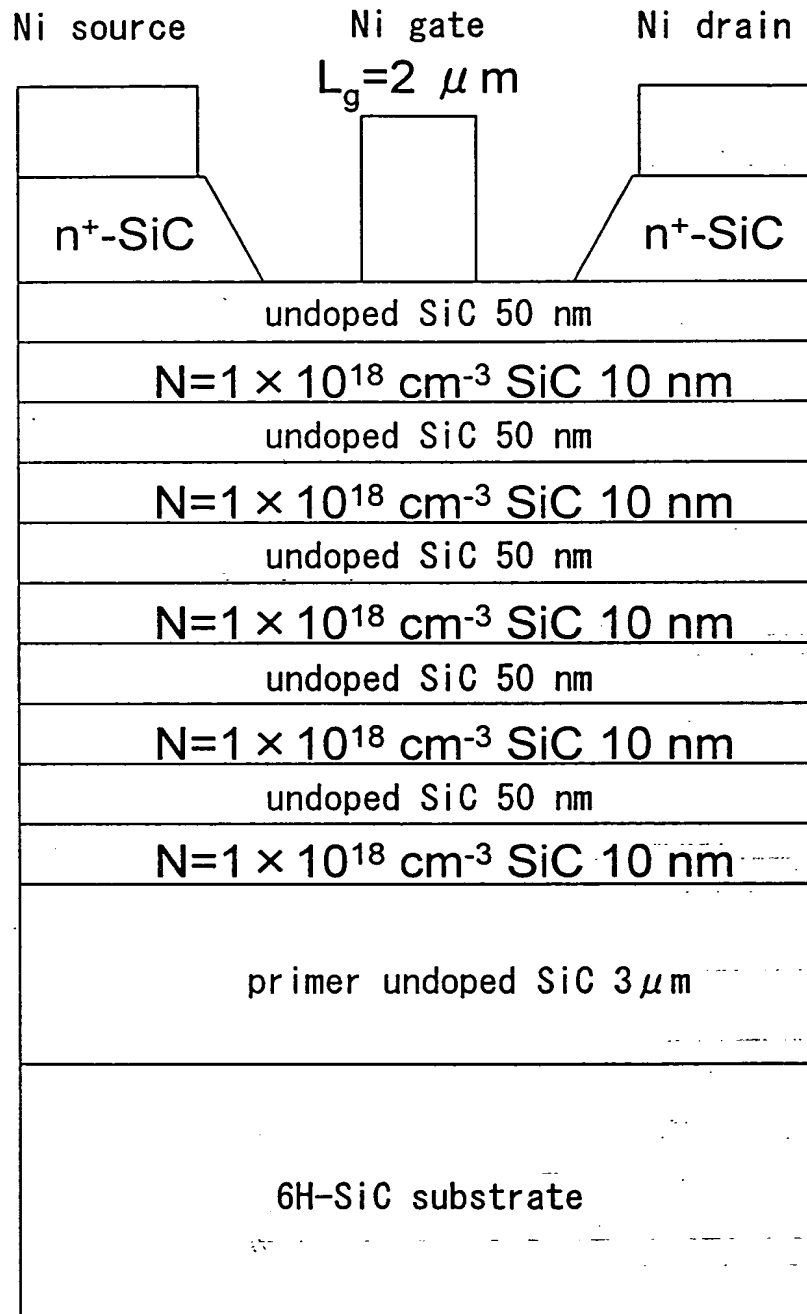 Ni source Ni gate Ni drain
Lg=2 μm
n+-SiC n+-SiC
undoped SiC 50 nm
N=1 × 10¹⁸ cm⁻³ SiC 10 nm
undoped SiC 50 nm
N=1 × 10¹⁸ cm⁻³ SiC 10 nm
undoped SiC 50 nm
N=1 × 10¹⁸ cm⁻³ SiC 10 nm
undoped SiC 50 nm
N=1 × 10¹⁸ cm⁻³ SiC 10 nm
undoped SiC 50 nm
N=1 × 10¹⁸ cm⁻³ SiC 10 nm
primer undoped SiC 3μm
6H-SiC substrate